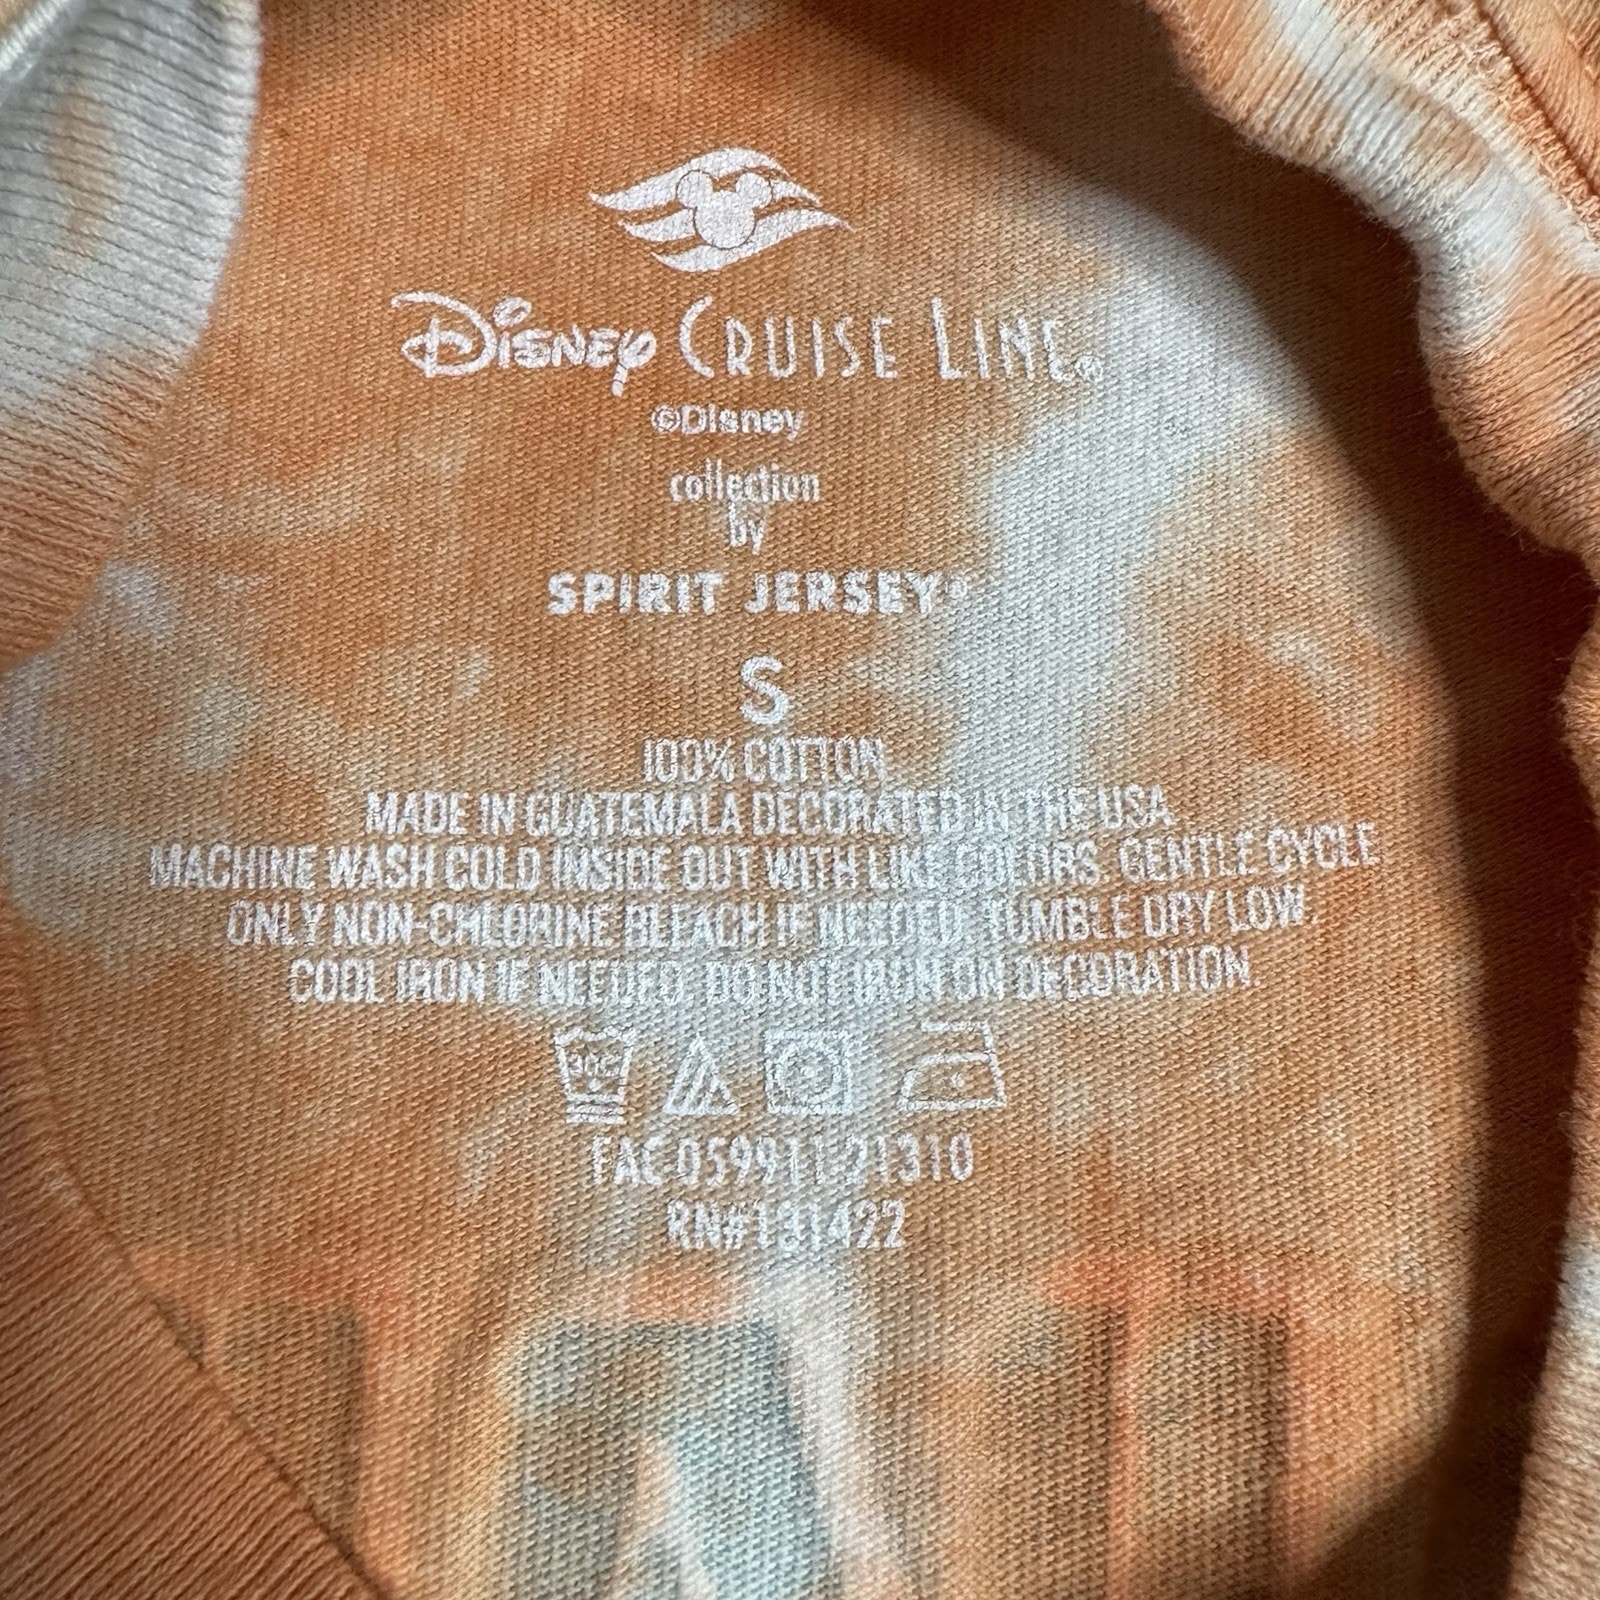 Disney CRUISE LINE®
©Disney
collection
by
SPIRIT JERSEY®
S
100% COTTON
MADE IN GUATEMALA DECORATED IN THE USA
MACHINE WASH COLD INSIDE OUT WITH LIKE COLORS. GENTLE CYCLE.
ONLY NON-CHLORINE BLEACH IF NEEDED. TUMBLE DRY LOW.
COOL IRON IF NEEDED. DO NOT IRON ON DECORATION.
30C
FAC 059911-21310
RN#131422